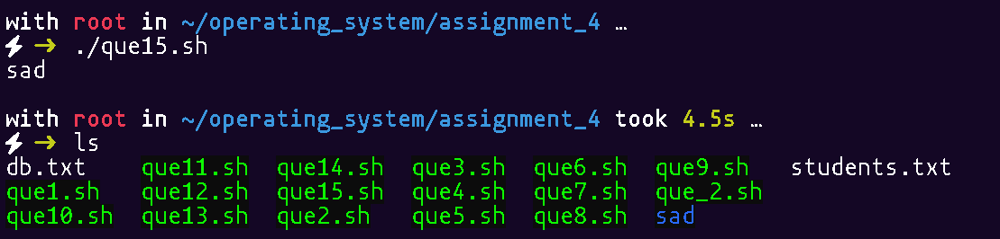 with root in ~/operating_system/assignment_4 …
⚡ → ./que15.sh
sad
with root in ~/operating_system/assignment_4 took 4.5s …
⚡ → ls
db.txt que11.sh que14.sh que3.sh que6.sh que9.sh students.txt
que1.sh que12.sh que15.sh que4.sh que7.sh que_2.sh
que10.sh que13.sh que2.sh que5.sh que8.sh sad